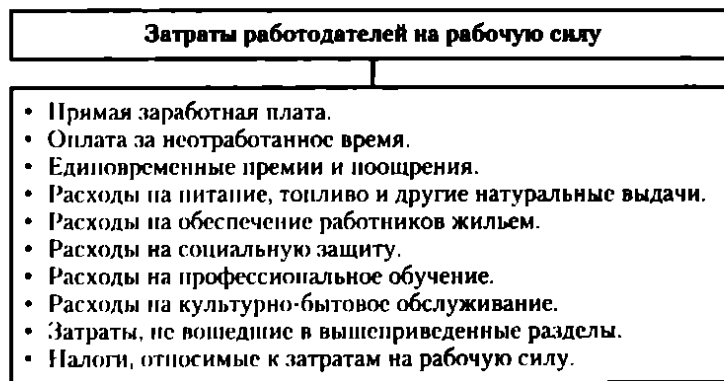 Затраты работодателей на рабочую силу
• Прямая заработная плата.
• Оплата за неотработанное время.
• Единовременные премии и поощрения.
• Расходы на питание, топливо и другие натуральные выдачи.
• Расходы на обеспечение работников жильем.
• Расходы на социальную защиту.
• Расходы на профессиональное обучение.
• Расходы на культурно-бытовое обслуживание.
• Затраты, не вошедшие в вышеприведенные разделы.
• Налоги, относимые к затратам на рабочую силу.